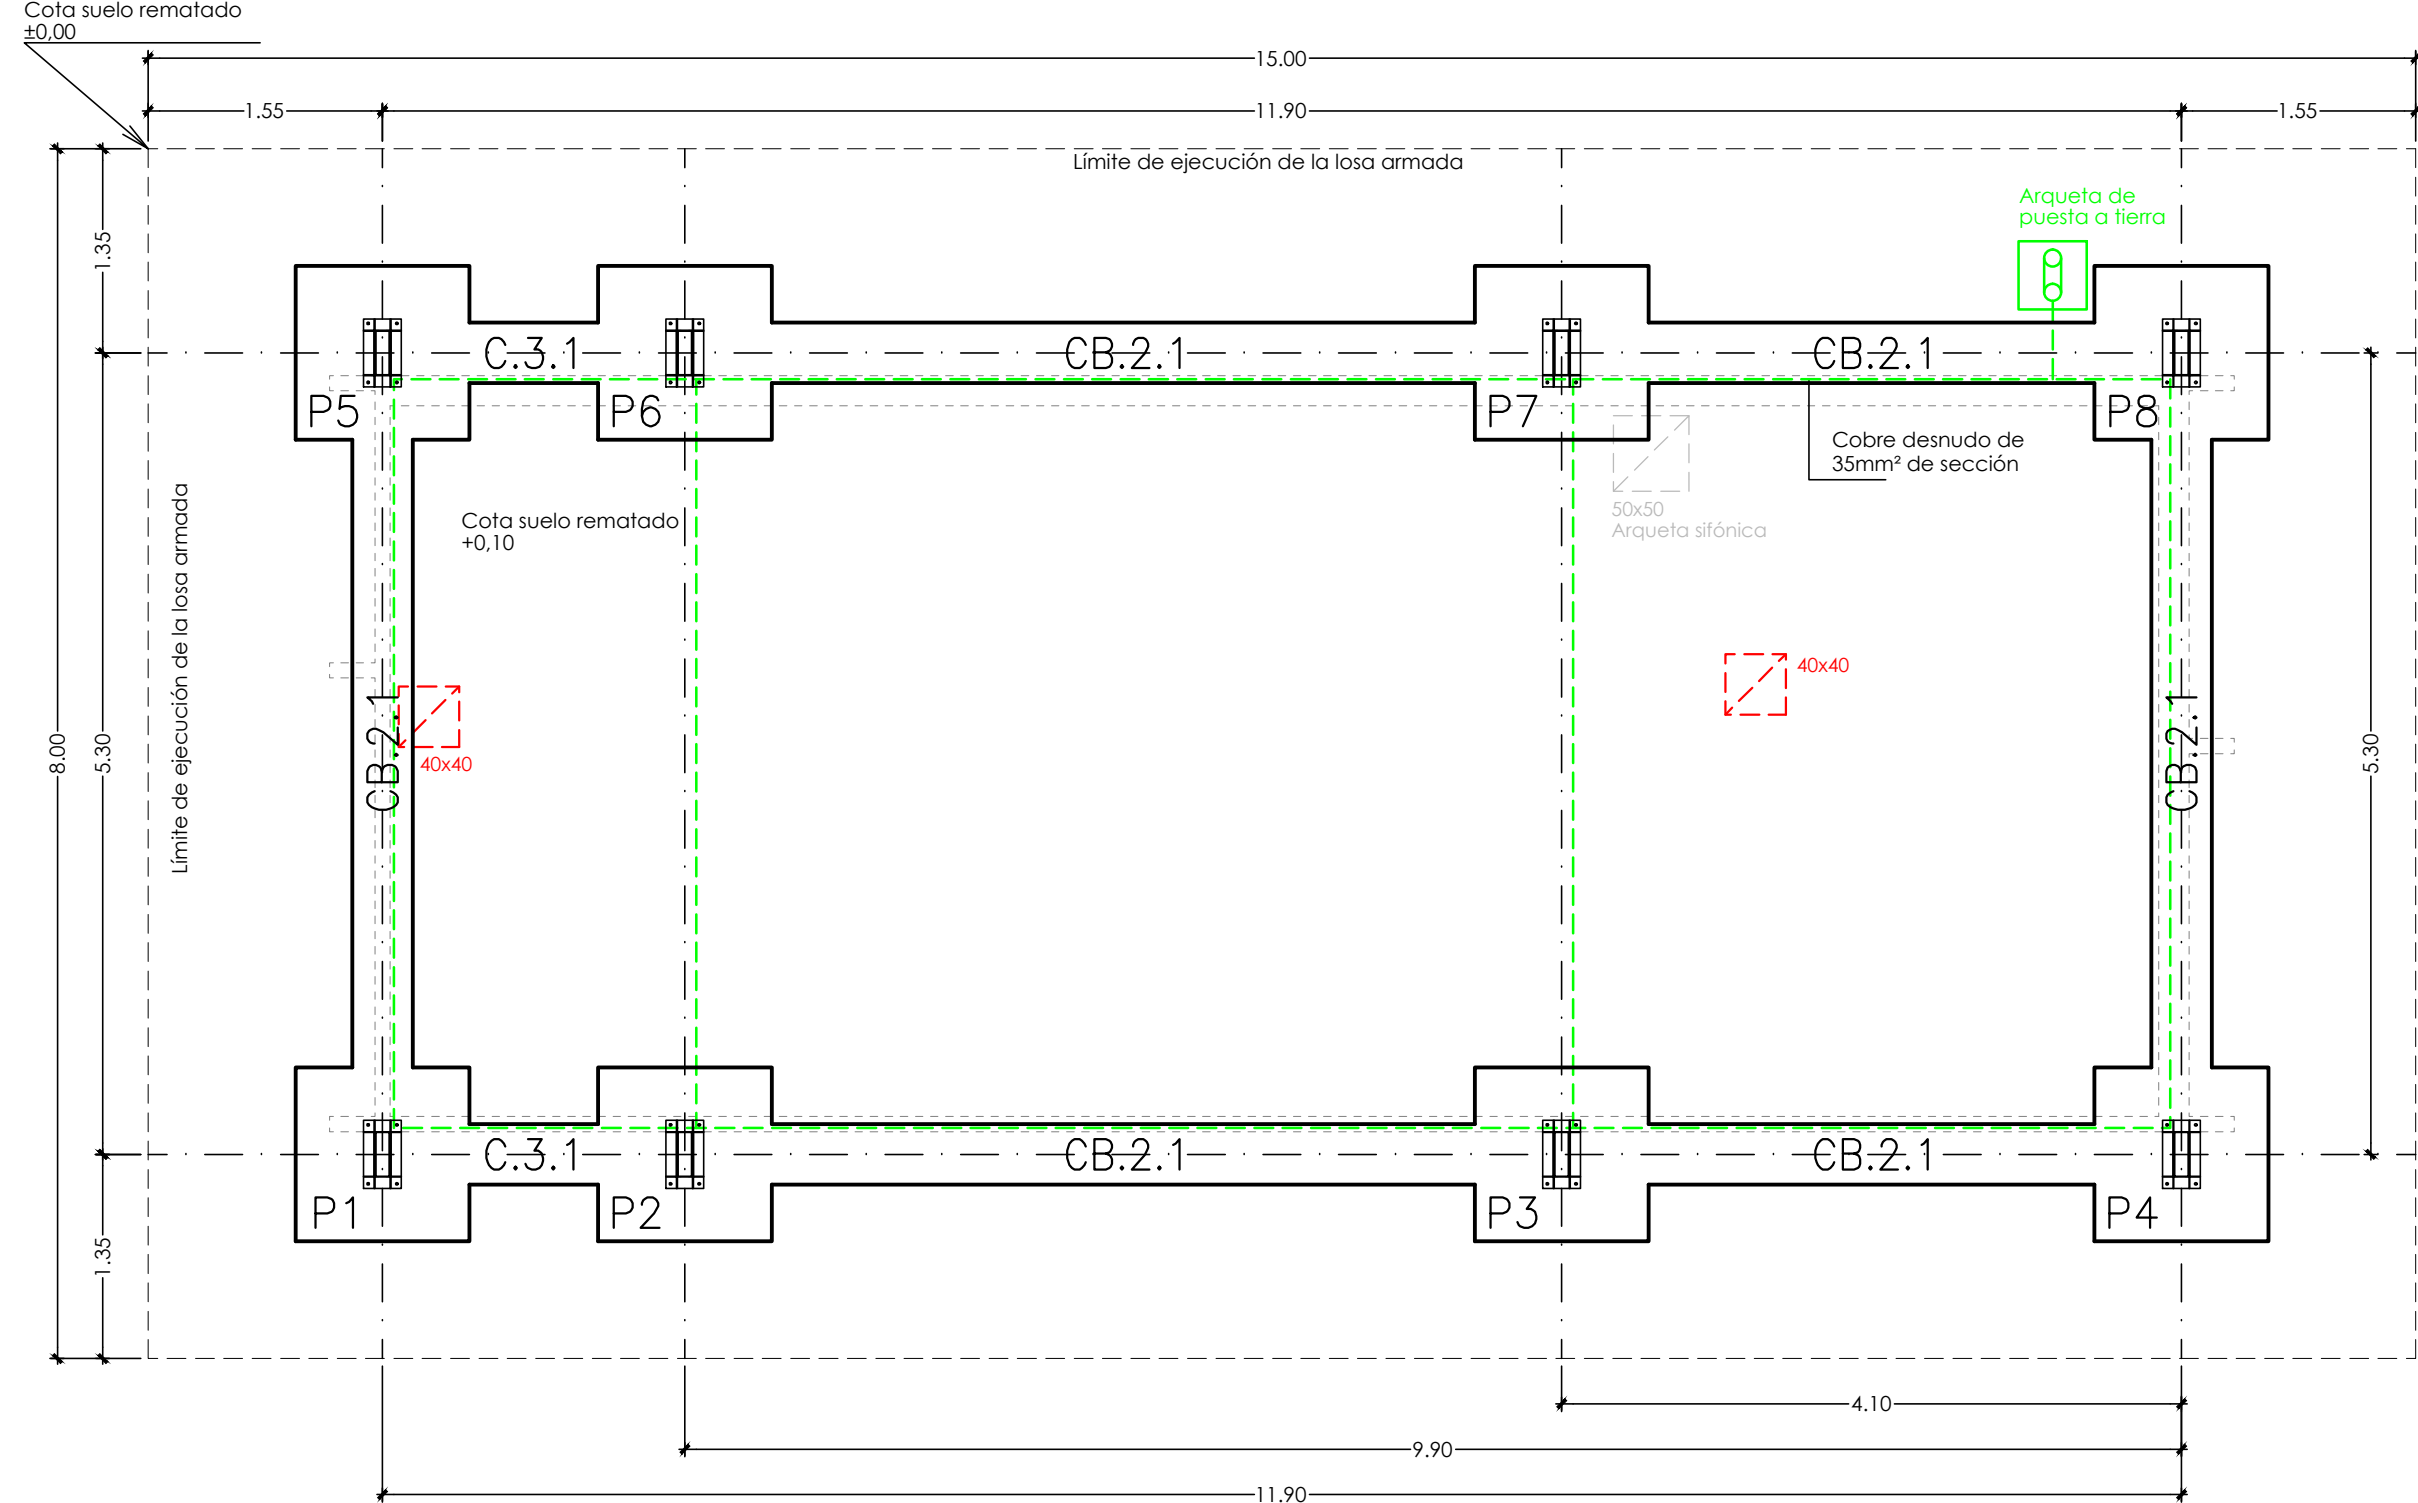 Cota suelo rematado
±0,00
15.00
1.55
11.90
1.55
Límite de ejecución de la losa armada
Arqueta de
puesta a tierra
1.35
C.3.1
CB.2.1
CB.2.1
P5
P6
P7
P8
Cobre desnudo de
35mm² de sección
50x50
Arqueta sifónica
Cota suelo rematado
+0,10
Límite de ejecución de la losa armada
40x40
40x40
CB.2.1
CB.2.1
8.00
5.30
5.30
C.3.1
CB.2.1
CB.2.1
P1
P2
P3
P4
1.35
4.10
9.90
11.90